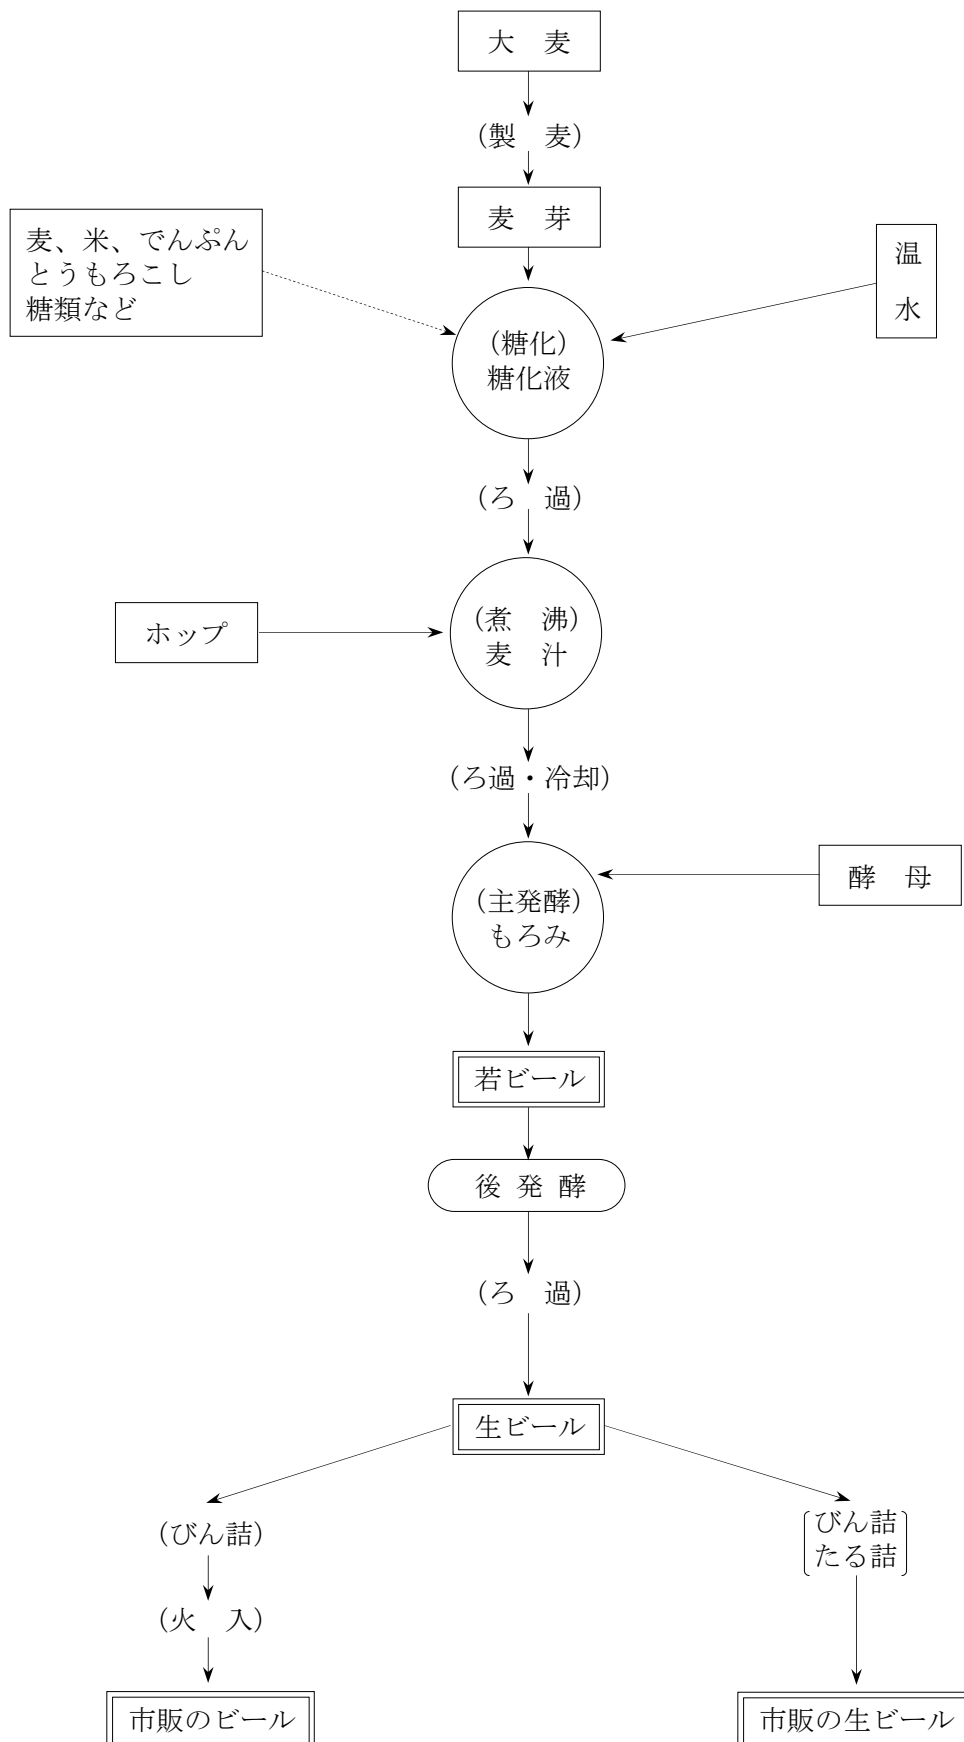 大　麦
（製　麦）
麦　芽
麦、米、でんぷん
とうもろこし
糖類など
温
水
（糖化）
糖化液
（ろ　過）
ホップ
（煮　沸）
麦　汁
（ろ過・冷却）
酵　母
（主発酵）
もろみ
若ビール
後 発 酵
（ろ　過）
生ビール
（びん詰）
びん詰
たる詰
（火　入）
市販のビール
市販の生ビール